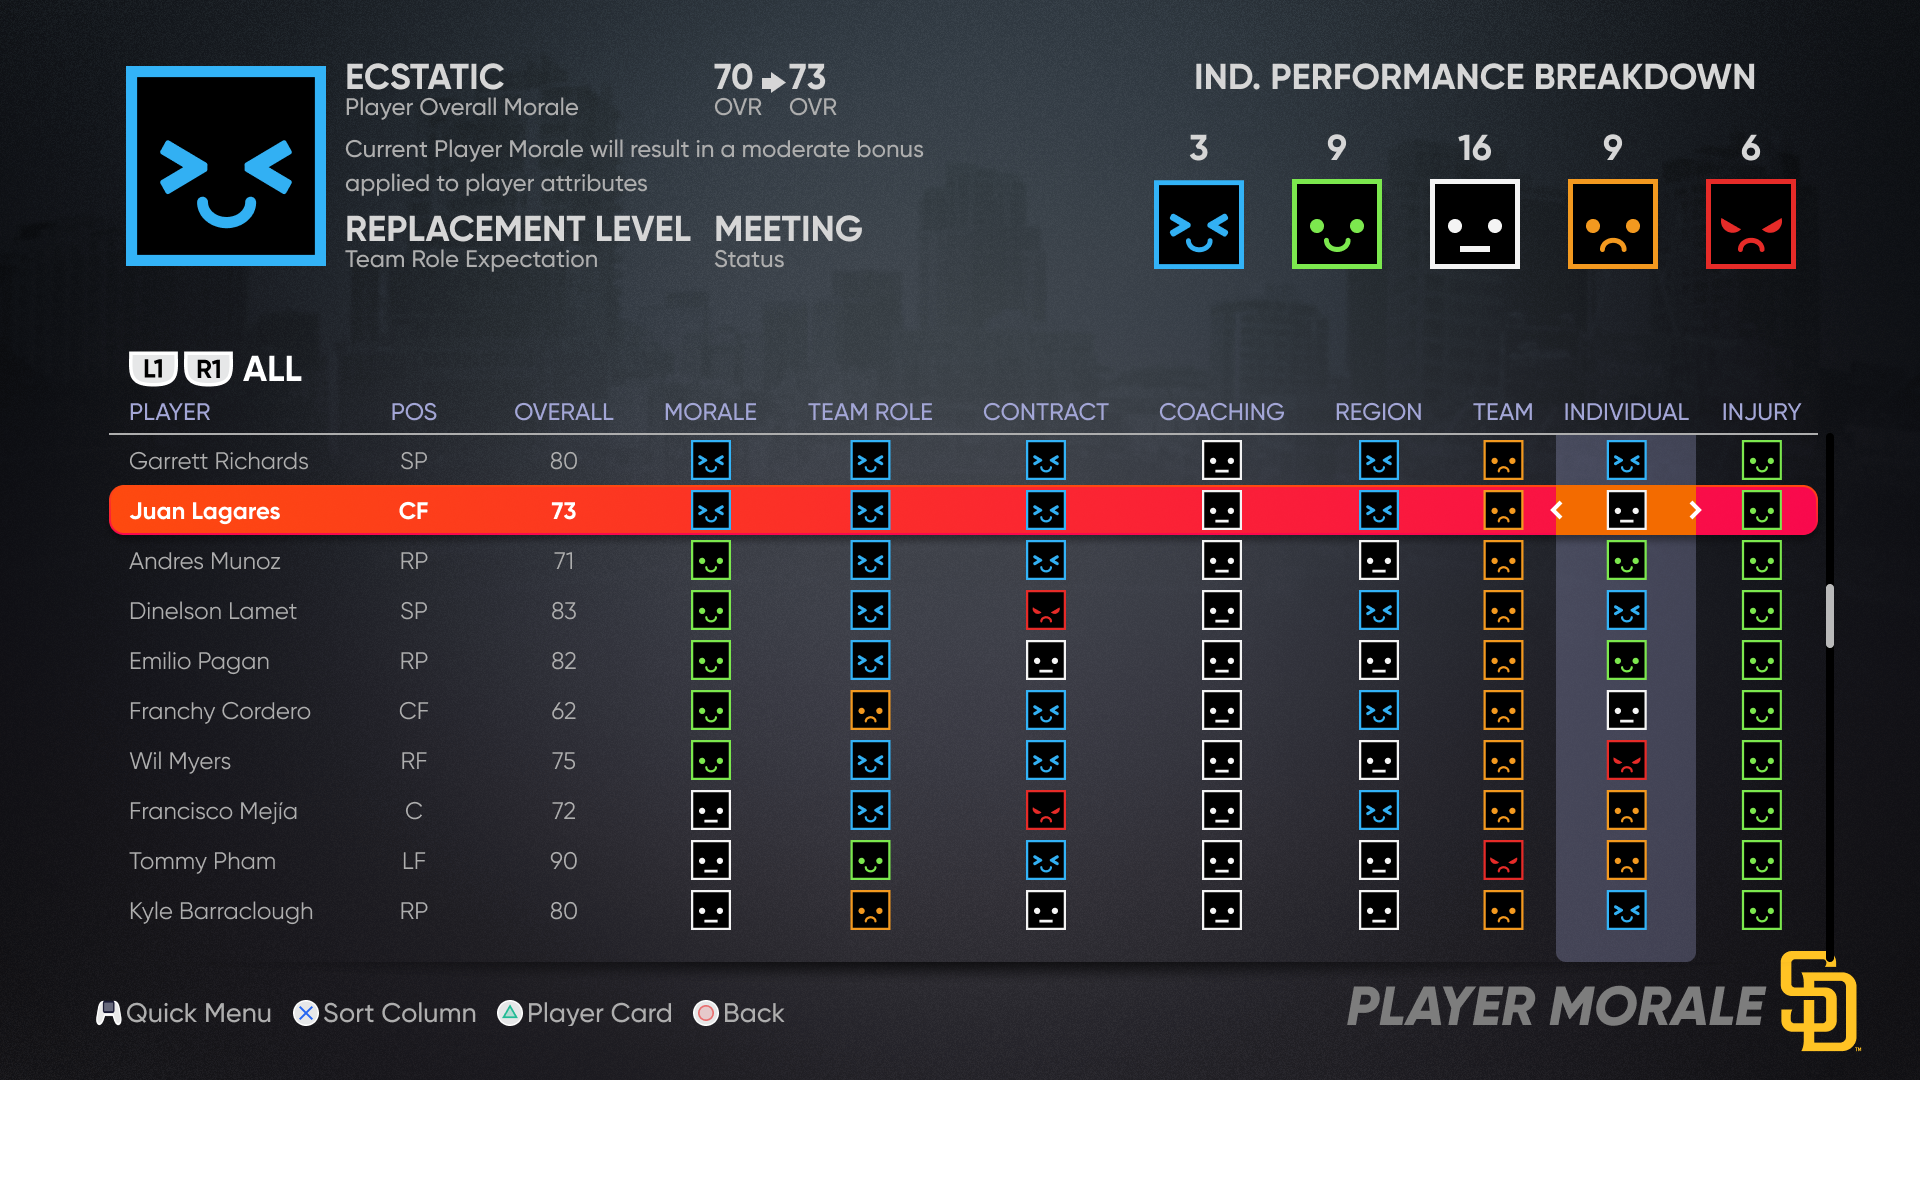 ECSTATIC
Player Overall Morale
70 73
OVR OVR
Current Player Morale will result in a moderate bonus
applied to player attributes
REPLACEMENT LEVEL
Team Role Expectation
MEETING
Status
IND. PERFORMANCE BREAKDOWN
3 9 16 9 6
L1 R1 ALL
PLAYER POS OVERALL MORALE TEAM ROLE CONTRACT COACHING REGION TEAM INDIVIDUAL INJURY
Garrett Richards SP 80
Juan Lagares CF 73
Andres Munoz RP 71
Dinelson Lamet SP 83
Emilio Pagan RP 82
Franchy Cordero CF 62
Wil Myers RF 75
Francisco Mejía C 72
Tommy Pham LF 90
Kyle Barraclough RP 80
Quick Menu Sort Column Player Card Back
PLAYER MORALE
SD
TM